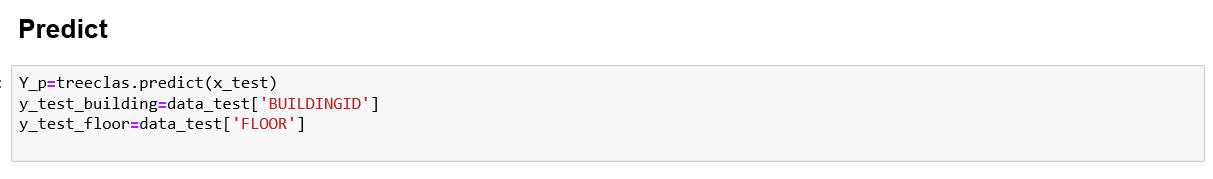 Predict
Y_p=treeclas.predict(x_test)
y_test_building=data_test['BUILDINGID']
y_test_floor=data_test['FLOOR']